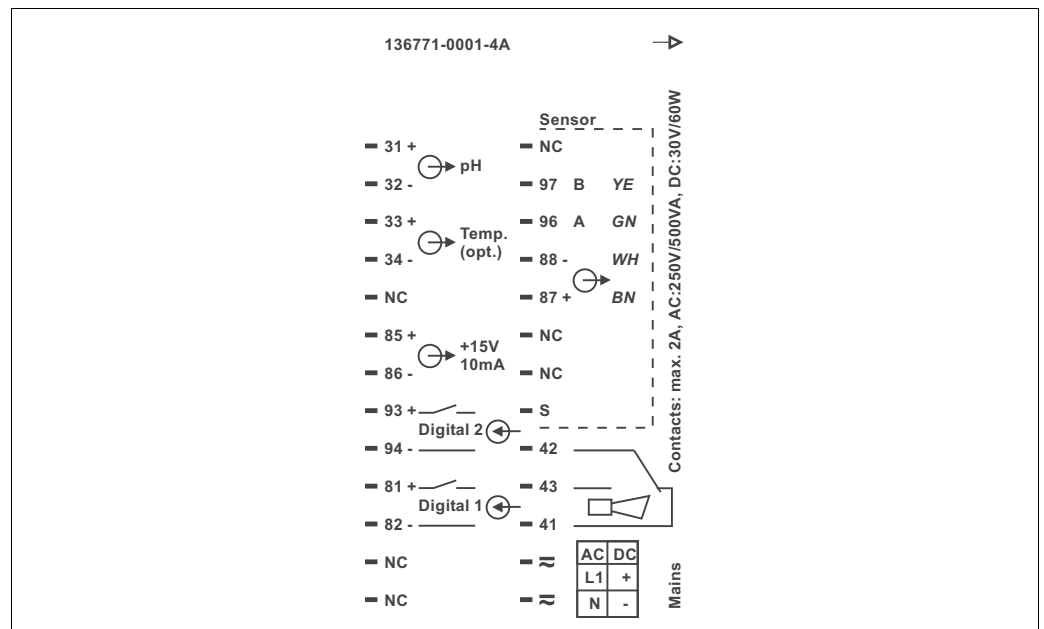 136771-0001-4A
31 +
pH
32 -
33 +
Temp.
(opt.)
34 -
NC
85 +
+15V
10mA
86 -
93 +
Digital 2
94 -
81 +
Digital 1
82 -
NC
NC
Sensor
NC
97 B YE
96 A GN
88 - WH
87 + BN
NC
NC
S
42
43
41
AC DC
L1 +
N -
Contacts: max. 2A, AC:250V/500VA, DC:30V/60W
Mains